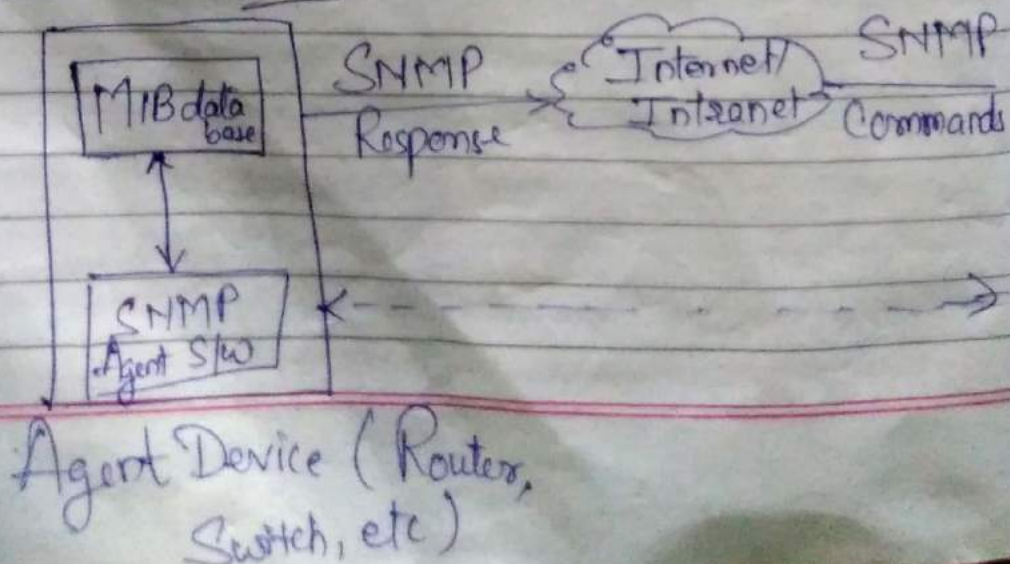 MIB data
base
SNMP
Response
Internet/
Intranet
SNMP
Commands
SNMP
Agent S/W
Agent Device (Router,
Switch, etc)